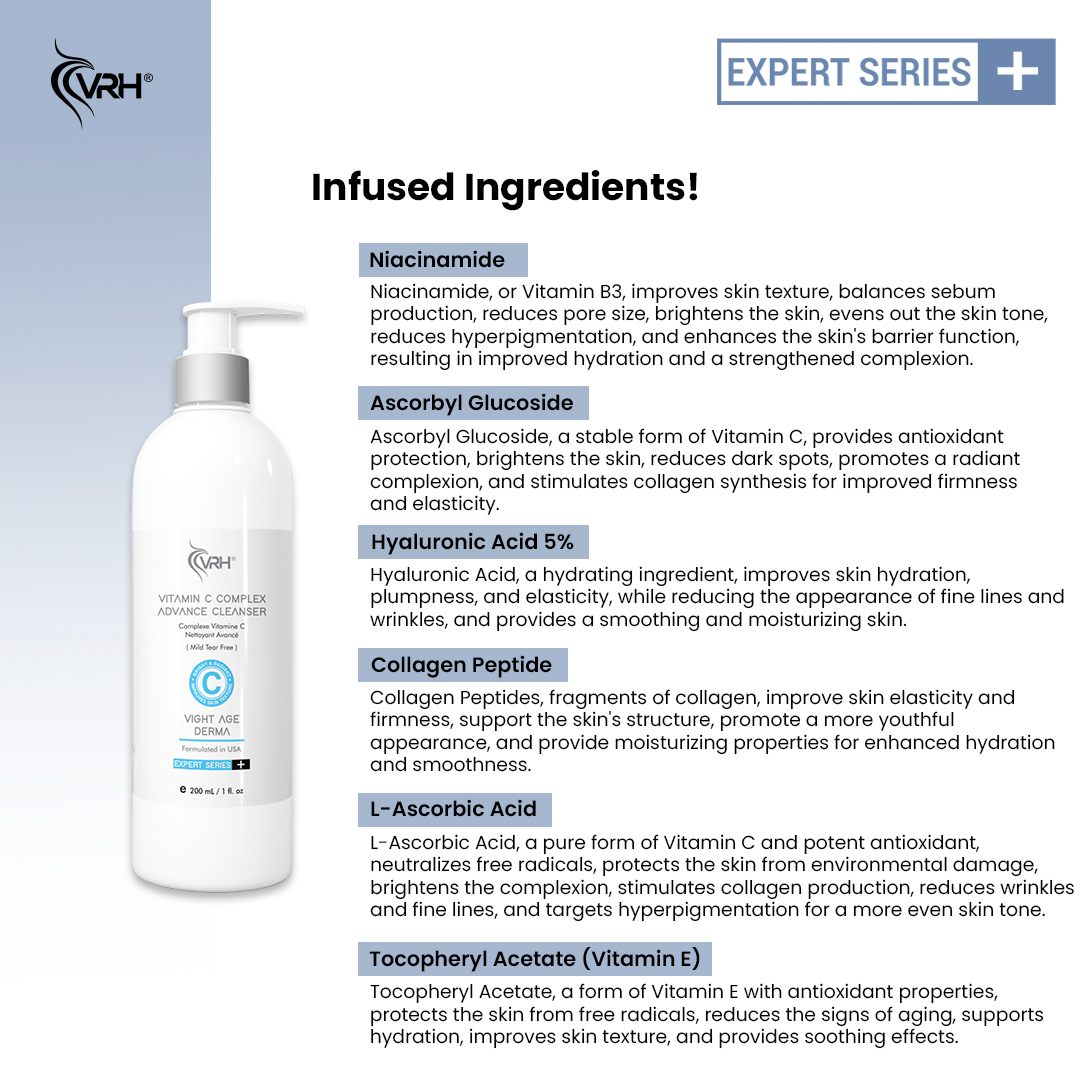 VRH®
EXPERT SERIES +
Infused Ingredients!
Niacinamide
Niacinamide, or Vitamin B3, improves skin texture, balances sebum
production, reduces pore size, brightens the skin, evens out the skin tone,
reduces hyperpigmentation, and enhances the skin's barrier function,
resulting in improved hydration and a strengthened complexion.
Ascorbyl Glucoside
Ascorbyl Glucoside, a stable form of Vitamin C, provides antioxidant
protection, brightens the skin, reduces dark spots, promotes a radiant
complexion, and stimulates collagen synthesis for improved firmness
and elasticity.
Hyaluronic Acid 5%
Hyaluronic Acid, a hydrating ingredient, improves skin hydration,
plumpness, and elasticity, while reducing the appearance of fine lines and
wrinkles, and provides a smoothing and moisturizing skin.
Collagen Peptide
Collagen Peptides, fragments of collagen, improve skin elasticity and
firmness, support the skin's structure, promote a more youthful
appearance, and provide moisturizing properties for enhanced hydration
and smoothness.
L-Ascorbic Acid
L-Ascorbic Acid, a pure form of Vitamin C and potent antioxidant,
neutralizes free radicals, protects the skin from environmental damage,
brightens the complexion, stimulates collagen production, reduces wrinkles
and fine lines, and targets hyperpigmentation for a more even skin tone.
Tocopheryl Acetate (Vitamin E)
Tocopheryl Acetate, a form of Vitamin E with antioxidant properties,
protects the skin from free radicals, reduces the signs of aging, supports
hydration, improves skin texture, and provides soothing effects.
VRH®
VITAMIN C COMPLEX
ADVANCE CLEANSER
Complexe Vitamine C
Nettoyant Avancé
( Mild Tear Free )
BRIGHT & RADIANT
C
VIGHT AGE
DERMA
Formulated in USA
EXPERT SERIES +
e 200 mL / 1 fl. oz